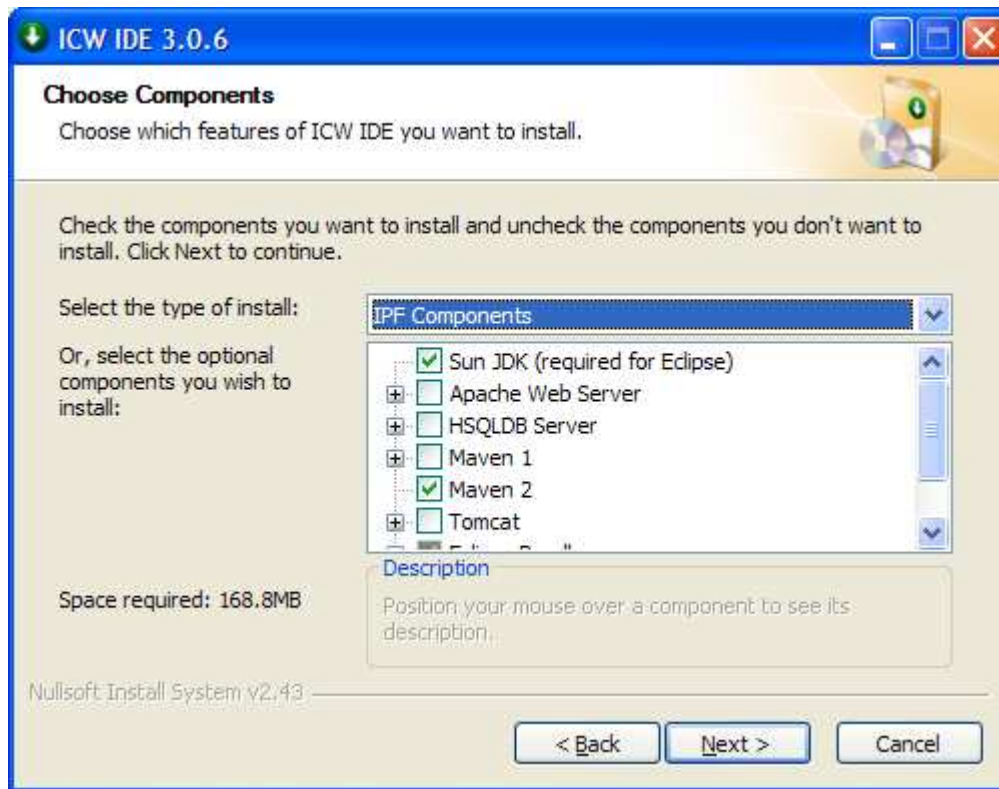 ICW IDE 3.0.6
Choose Components
Choose which features of ICW IDE you want to install.
Check the components you want to install and uncheck the components you don't want to
install. Click Next to continue.
Select the type of install:
IPF Components
Or, select the optional
components you wish to
install:
Sun JDK (required for Eclipse)
Apache Web Server
HSQLDB Server
Maven 1
Maven 2
Tomcat
Space required: 168.8MB
Description
Position your mouse over a component to see its
description.
Nullsoft Install System v2.43
< Back
Next >
Cancel